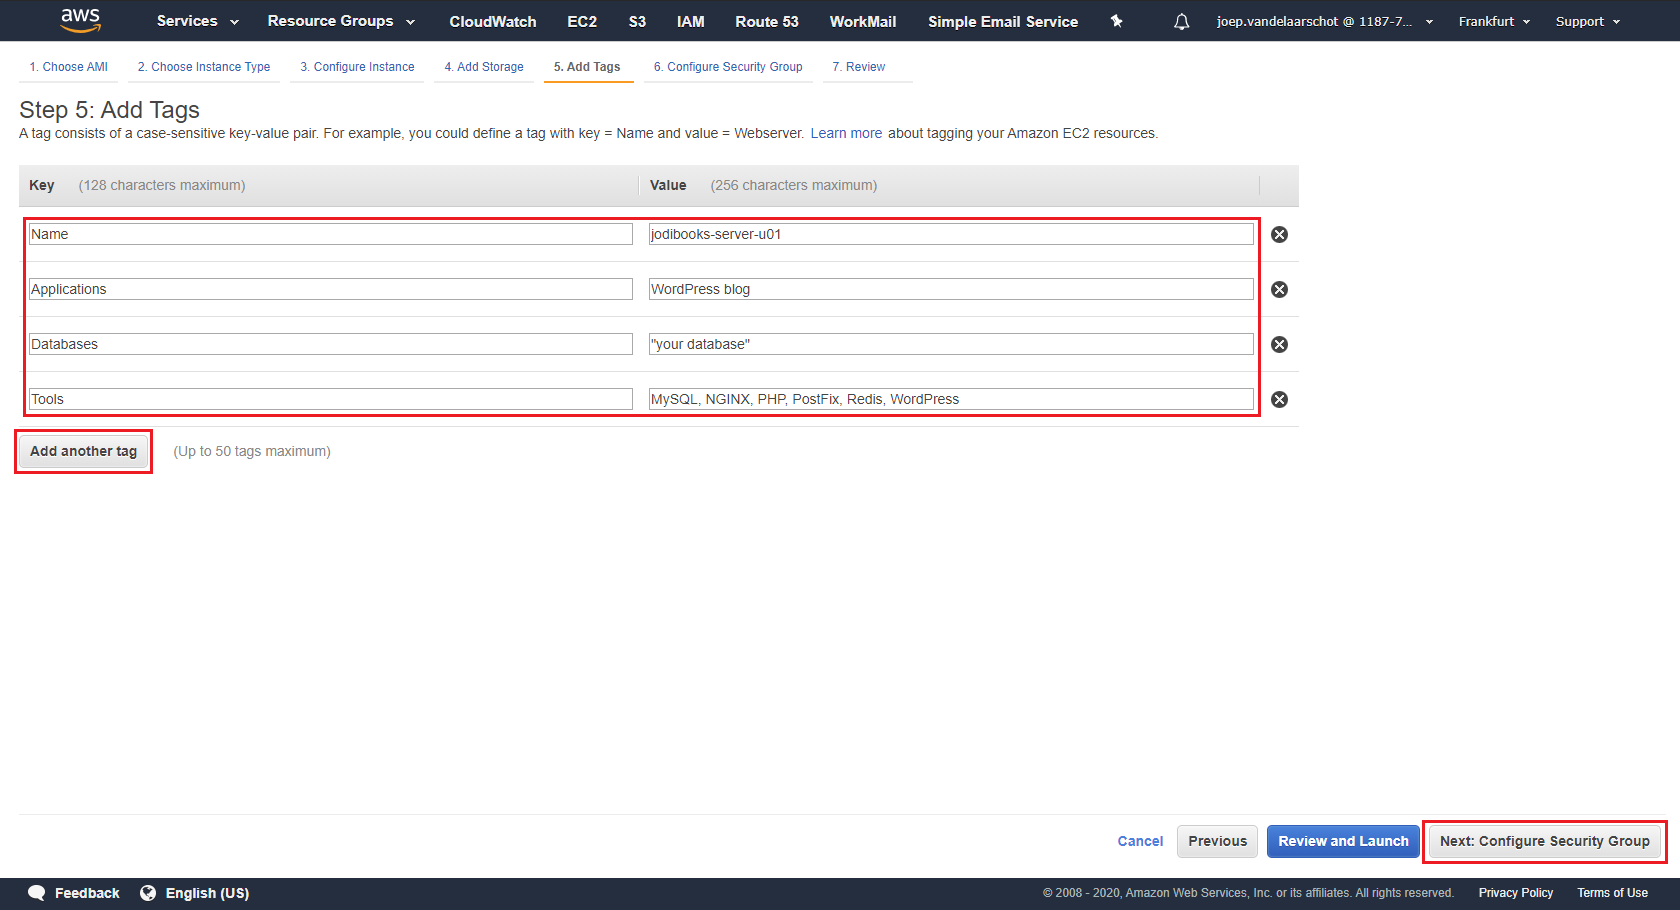 aws Services Resource Groups CloudWatch EC2 S3 IAM Route 53 WorkMail Simple Email Service joep.vandelaarschot @ 1187-7... Frankfurt Support
1. Choose AMI 2. Choose Instance Type 3. Configure Instance 4. Add Storage 5. Add Tags 6. Configure Security Group 7. Review
Step 5: Add Tags
A tag consists of a case-sensitive key-value pair. For example, you could define a tag with key = Name and value = Webserver. Learn more about tagging your Amazon EC2 resources.
Key (128 characters maximum) Value (256 characters maximum)
Name jodibooks-server-u01
Applications WordPress blog
Databases "your database"
Tools MySQL, NGINX, PHP, PostFix, Redis, WordPress
Add another tag (Up to 50 tags maximum)
Cancel Previous Review and Launch Next: Configure Security Group
Feedback English (US) © 2008 - 2020, Amazon Web Services, Inc. or its affiliates. All rights reserved. Privacy Policy Terms of Use